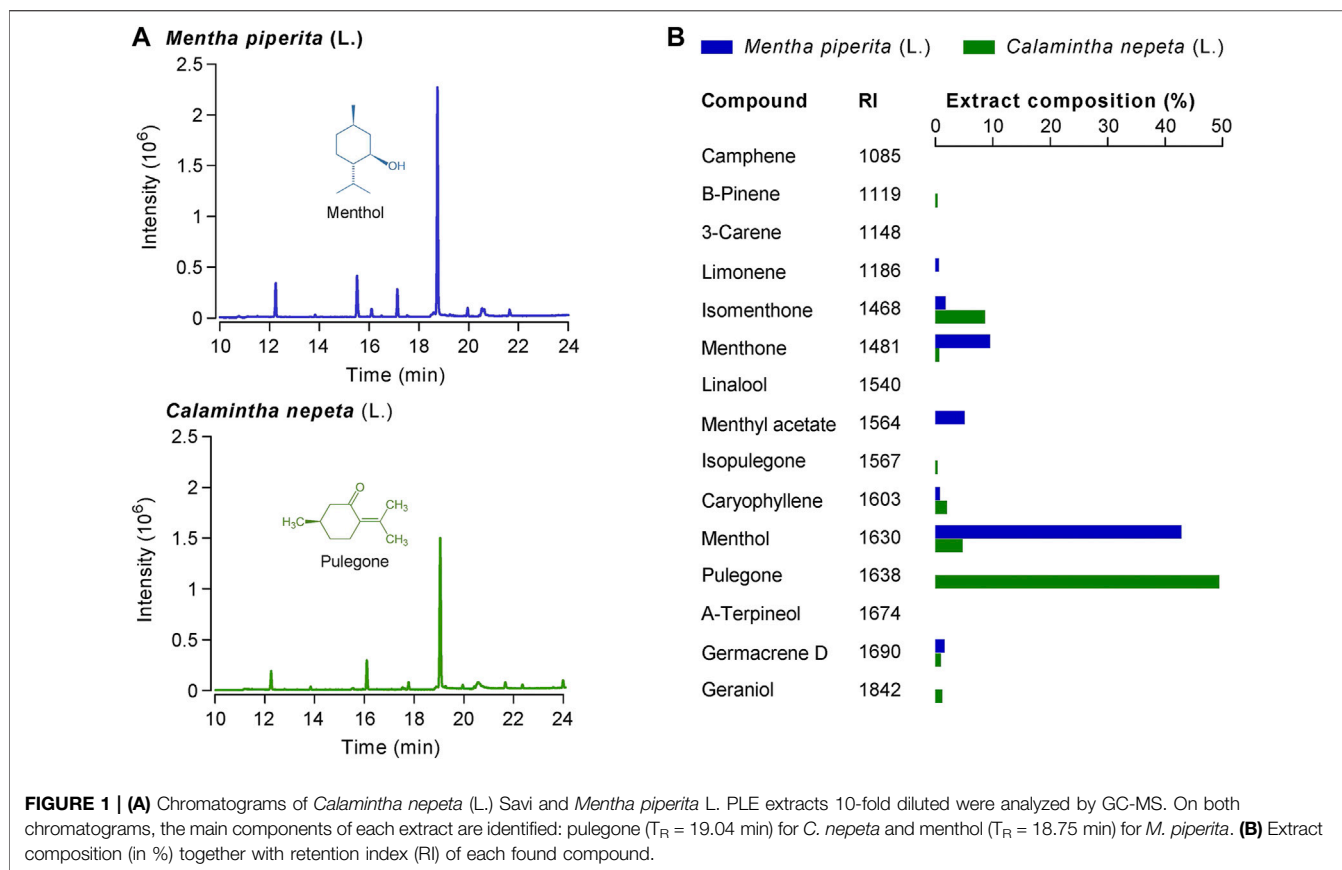 A Mentha piperita (L.)
2.5
2
1.5
1
0.5
0
Intensity (10⁶)
OH
Menthol
10 12 14 16 18 20 22 24
Time (min)
Calamintha nepeta (L.)
2.5
2
1.5
1
0.5
0
Intensity (10⁶)
O
H₃C
CH₃
CH₃
Pulegone
10 12 14 16 18 20 22 24
Time (min)
B Mentha piperita (L.) Calamintha nepeta (L.)
Compound RI Extract composition (%)
0 10 20 30 40 50
Camphene 1085
B-Pinene 1119
3-Carene 1148
Limonene 1186
Isomenthone 1468
Menthone 1481
Linalool 1540
Menthyl acetate 1564
Isopulegone 1567
Caryophyllene 1603
Menthol 1630
Pulegone 1638
A-Terpineol 1674
Germacrene D 1690
Geraniol 1842
FIGURE 1 | (A) Chromatograms of Calamintha nepeta (L.) Savi and Mentha piperita L. PLE extracts 10-fold diluted were analyzed by GC-MS. On both
chromatograms, the main components of each extract are identified: pulegone (T_R = 19.04 min) for C. nepeta and menthol (T_R = 18.75 min) for M. piperita. (B) Extract
composition (in %) together with retention index (RI) of each found compound.